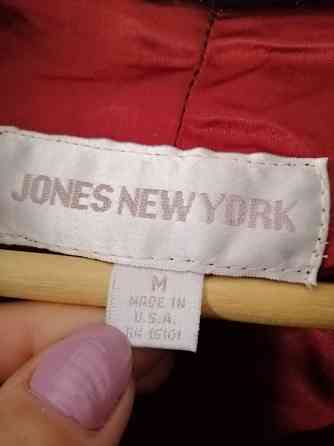 JONES NEW YORK
M
MADE IN
U.S.A.
RN 15101